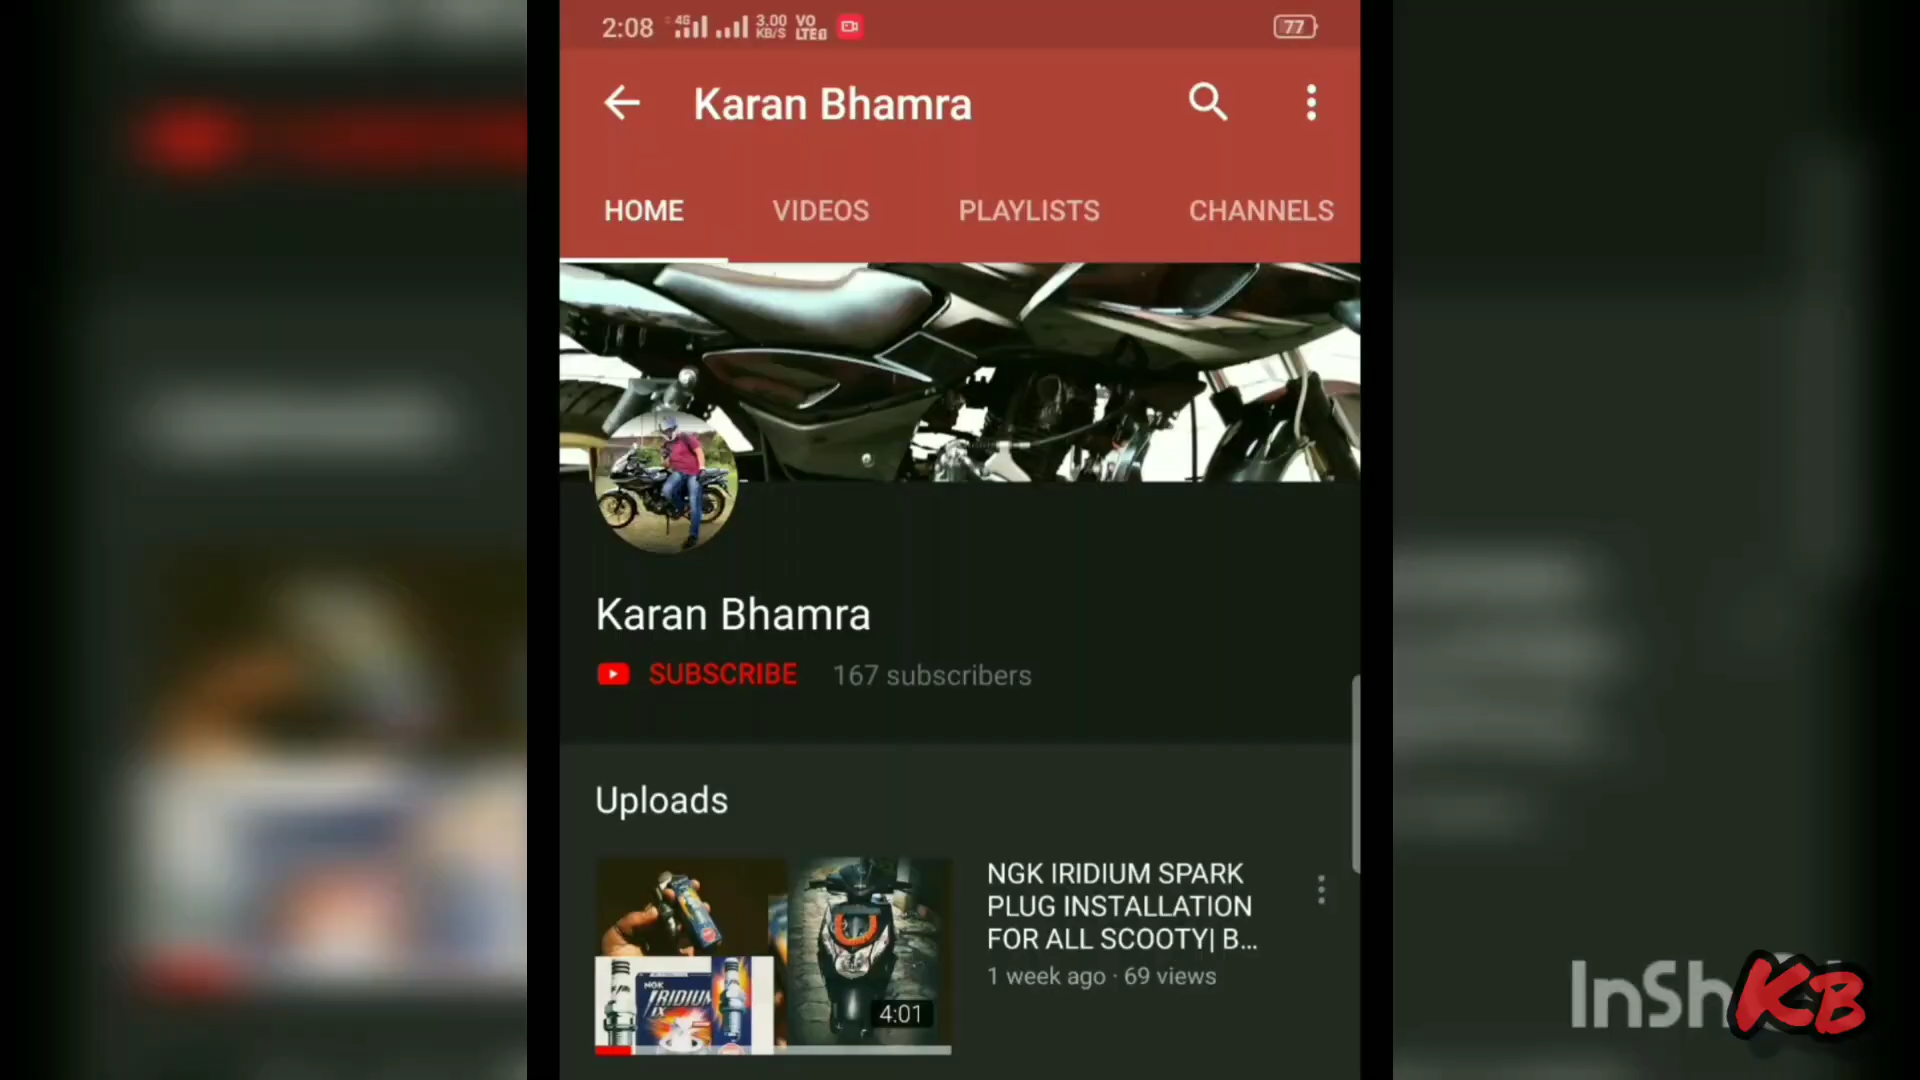 2:08 4G 3.00 KB/S VO LTE 77
Karan Bhamra
HOME VIDEOS PLAYLISTS CHANNELS
Karan Bhamra
SUBSCRIBE 167 subscribers
Uploads
NGK IRIDIUM SPARK
PLUG INSTALLATION
FOR ALL SCOOTY| B...
1 week ago · 69 views
NGK
IRIDIUM
IX
4:01
InSh
KB